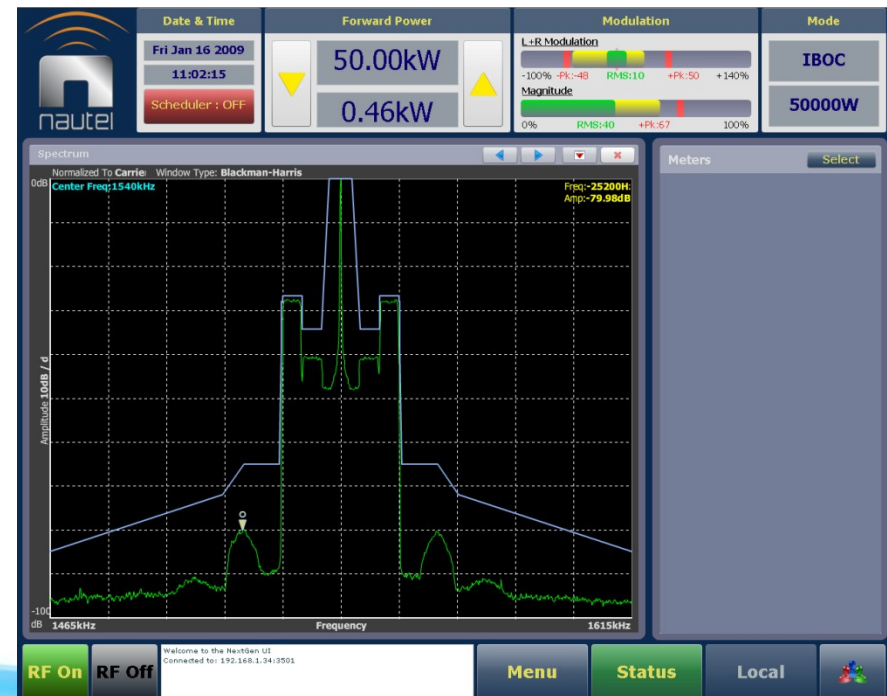 nautel
Date & Time
Fri Jan 16 2009
11:02:15
Scheduler : OFF
Forward Power
50.00kW
0.46kW
Modulation
L+R Modulation
-100% -Pk:-48 RMS:10 +Pk:50 +140%
Magnitude
0% RMS:40 +Pk:67 100%
Mode
IBOC
50000W
Spectrum
Normalized To Carrie Window Type: Blackman-Harris
0dB
Center Freq:1540kHz
Freq:-25200H:
Amp:-79.98dB
Amplitude 10dB / d
-100
dB
1465kHz
Frequency
1615kHz
Meters
Select
RF On
RF Off
Welcome to the NextGen UI
Connected to: 192.168.1.34:3501
Menu
Status
Local